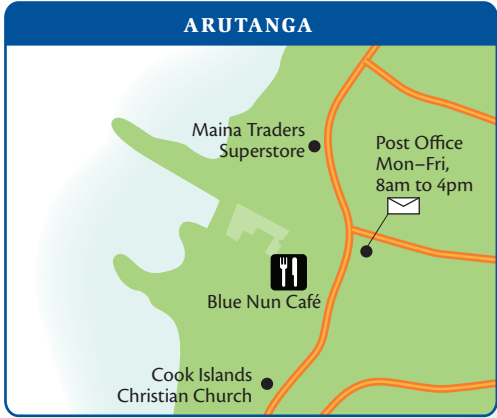 ARUTANGA
Maina Traders
Superstore
Post Office
Mon–Fri,
8am to 4pm
Blue Nun Café
Cook Islands
Christian Church